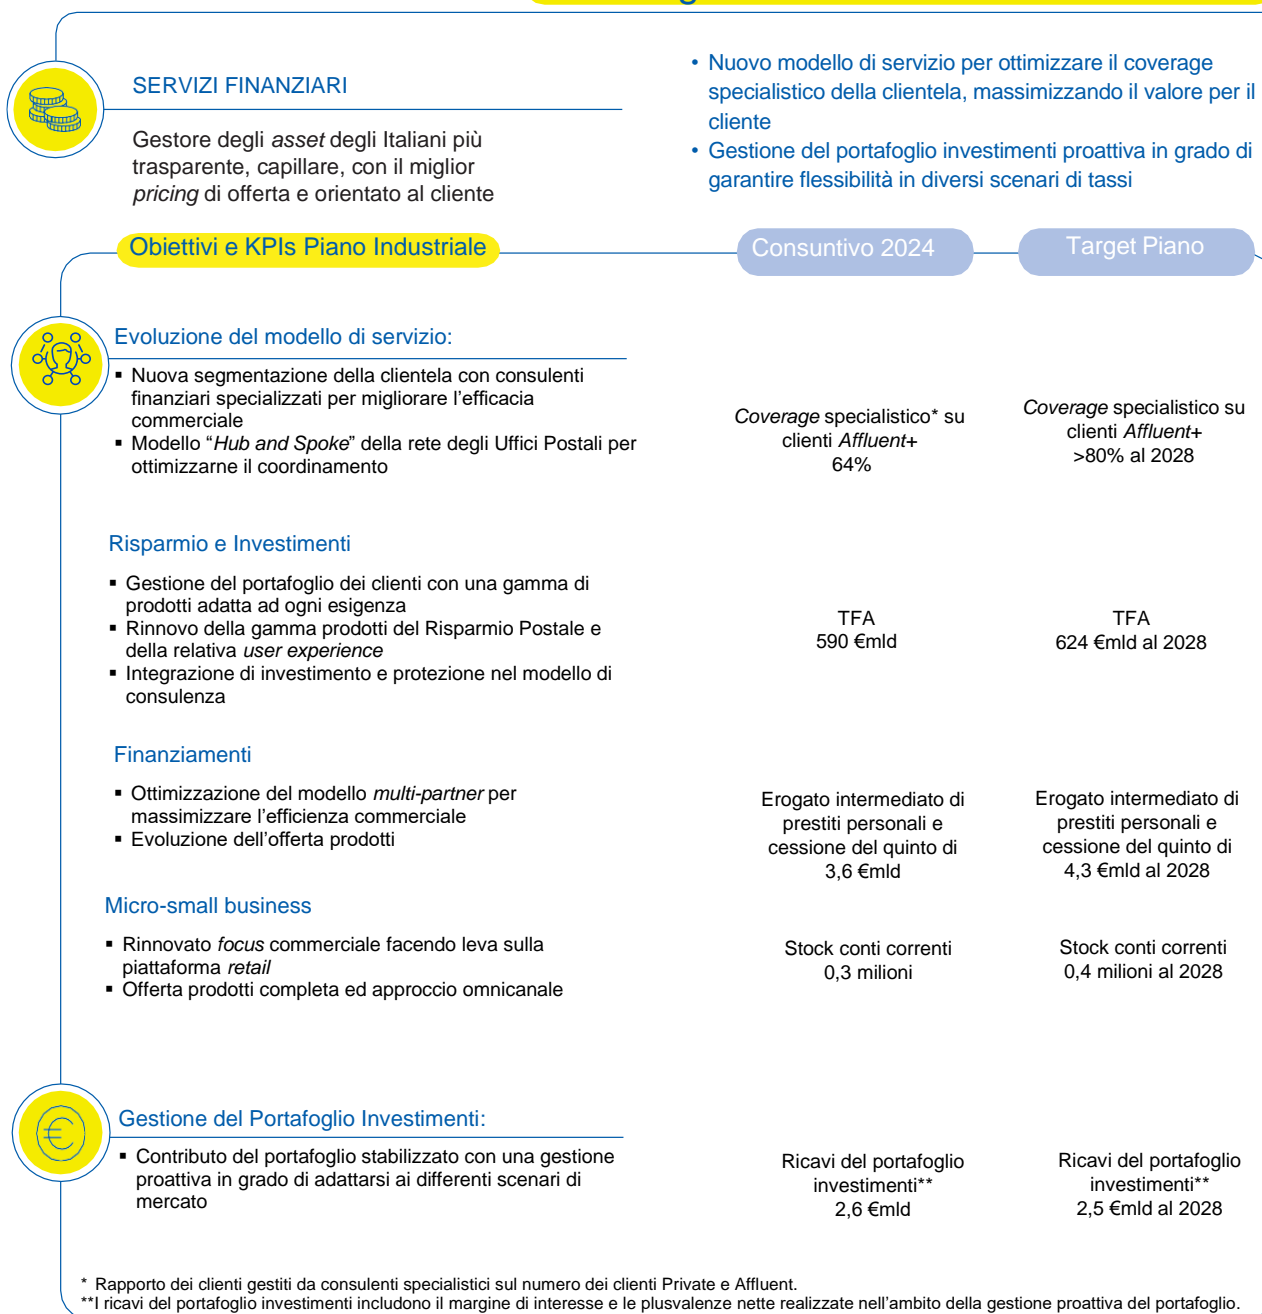 SERVIZI FINANZIARI
Gestore degli asset degli Italiani più
trasparente, capillare, con il miglior
pricing di offerta e orientato al cliente
• Nuovo modello di servizio per ottimizzare il coverage
specialistico della clientela, massimizzando il valore per il
cliente
• Gestione del portafoglio investimenti proattiva in grado di
garantire flessibilità in diversi scenari di tassi
Obiettivi e KPIs Piano Industriale
Consuntivo 2024
Target Piano
Evoluzione del modello di servizio:
▪ Nuova segmentazione della clientela con consulenti
finanziari specializzati per migliorare l'efficacia
commerciale
▪ Modello "Hub and Spoke" della rete degli Uffici Postali per
ottimizzarne il coordinamento
Coverage specialistico* su
clienti Affluent+
64%
Coverage specialistico su
clienti Affluent+
>80% al 2028
Risparmio e Investimenti
▪ Gestione del portafoglio dei clienti con una gamma di
prodotti adatta ad ogni esigenza
▪ Rinnovo della gamma prodotti del Risparmio Postale e
della relativa user experience
▪ Integrazione di investimento e protezione nel modello di
consulenza
TFA
590 €mld
TFA
624 €mld al 2028
Finanziamenti
▪ Ottimizzazione del modello multi-partner per
massimizzare l'efficienza commerciale
▪ Evoluzione dell'offerta prodotti
Erogato intermediato di
prestiti personali e
cessione del quinto di
3,6 €mld
Erogato intermediato di
prestiti personali e
cessione del quinto di
4,3 €mld al 2028
Micro-small business
▪ Rinnovato focus commerciale facendo leva sulla
piattaforma retail
▪ Offerta prodotti completa ed approccio omnicanale
Stock conti correnti
0,3 milioni
Stock conti correnti
0,4 milioni al 2028
Gestione del Portafoglio Investimenti:
▪ Contributo del portafoglio stabilizzato con una gestione
proattiva in grado di adattarsi ai differenti scenari di
mercato
Ricavi del portafoglio
investimenti**
2,6 €mld
Ricavi del portafoglio
investimenti**
2,5 €mld al 2028
* Rapporto dei clienti gestiti da consulenti specialistici sul numero dei clienti Private e Affluent.
**I ricavi del portafoglio investimenti includono il margine di interesse e le plusvalenze nette realizzate nell'ambito della gestione proattiva del portafoglio.